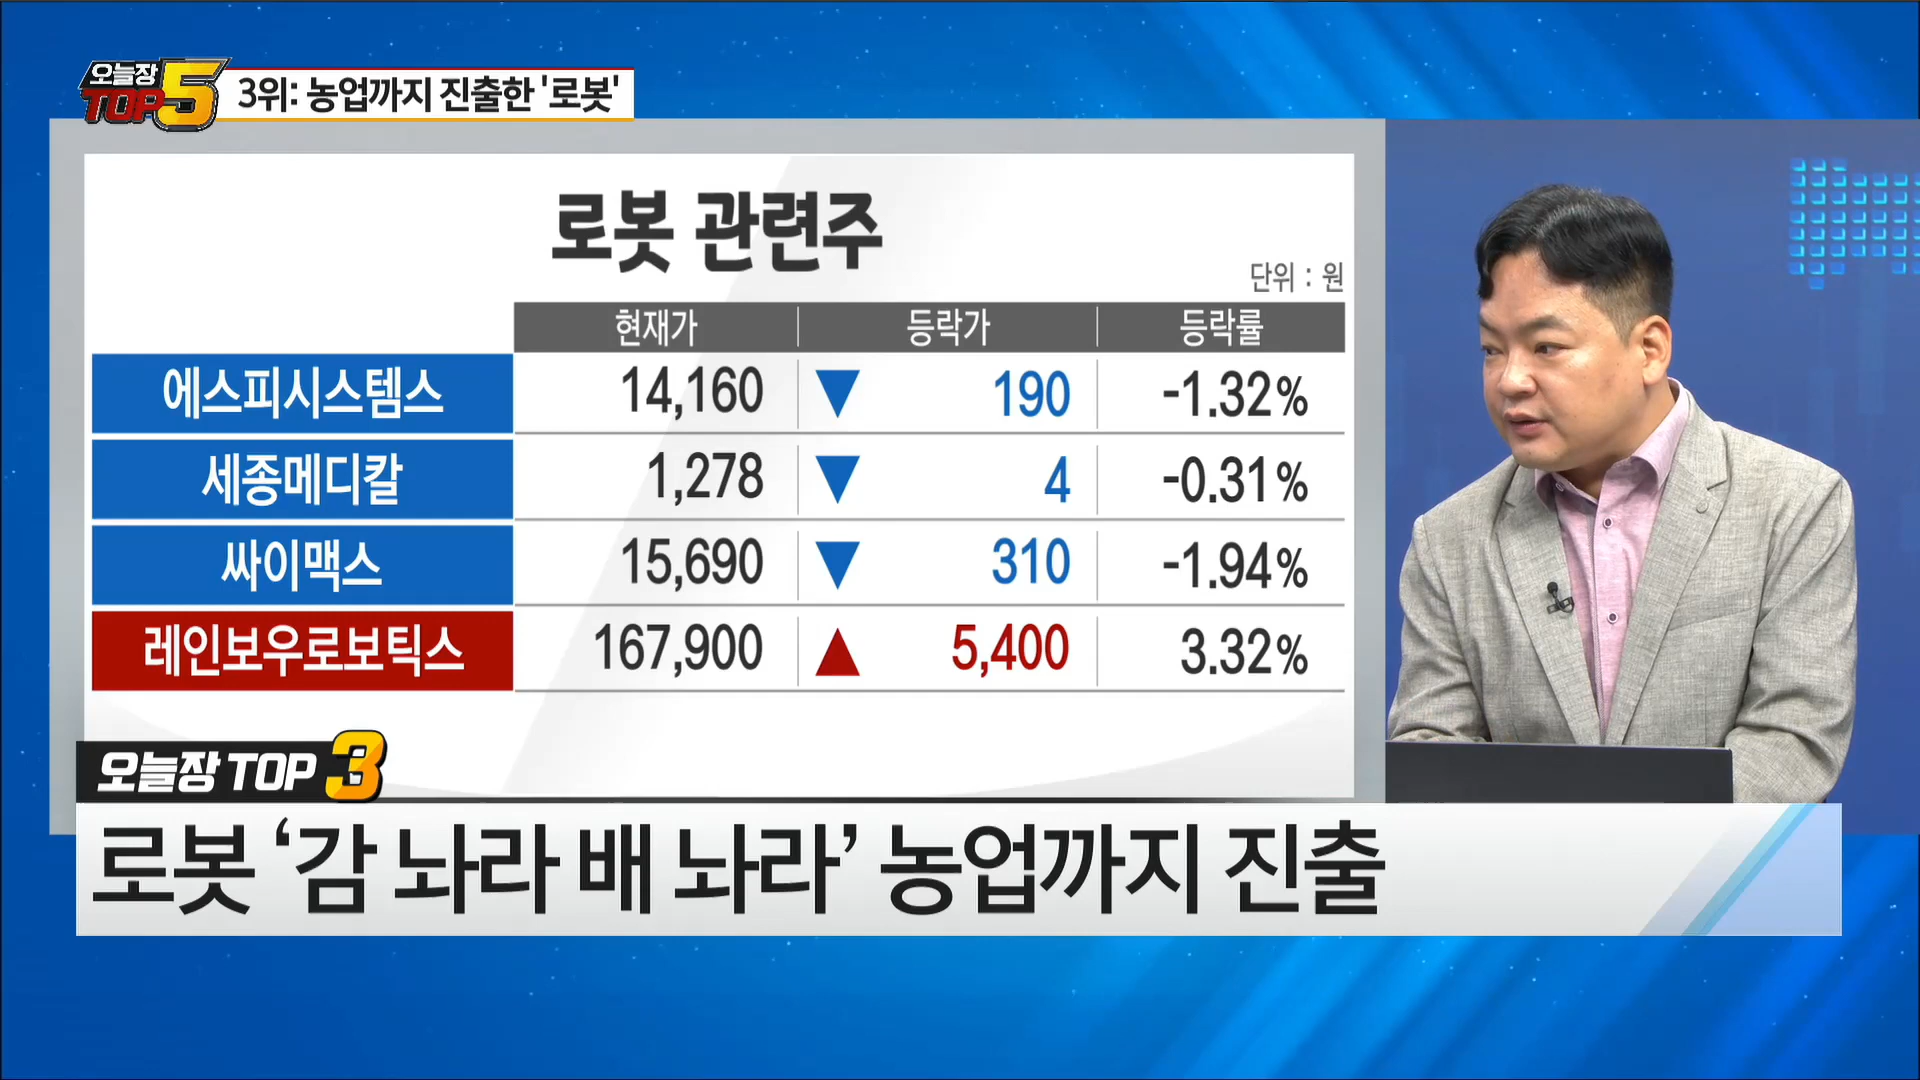 오늘장
TOP5
3위: 농업까지 진출한 '로봇'
로봇 관련주
단위 : 원
현재가 등락가 등락률
에스피시스템스 14,160 ▼ 190 -1.32%
세종메디칼 1,278 ▼ 4 -0.31%
싸이맥스 15,690 ▼ 310 -1.94%
레인보우로보틱스 167,900 ▲ 5,400 3.32%
오늘장 TOP 3
로봇 ‘감 놔라 배 놔라’ 농업까지 진출